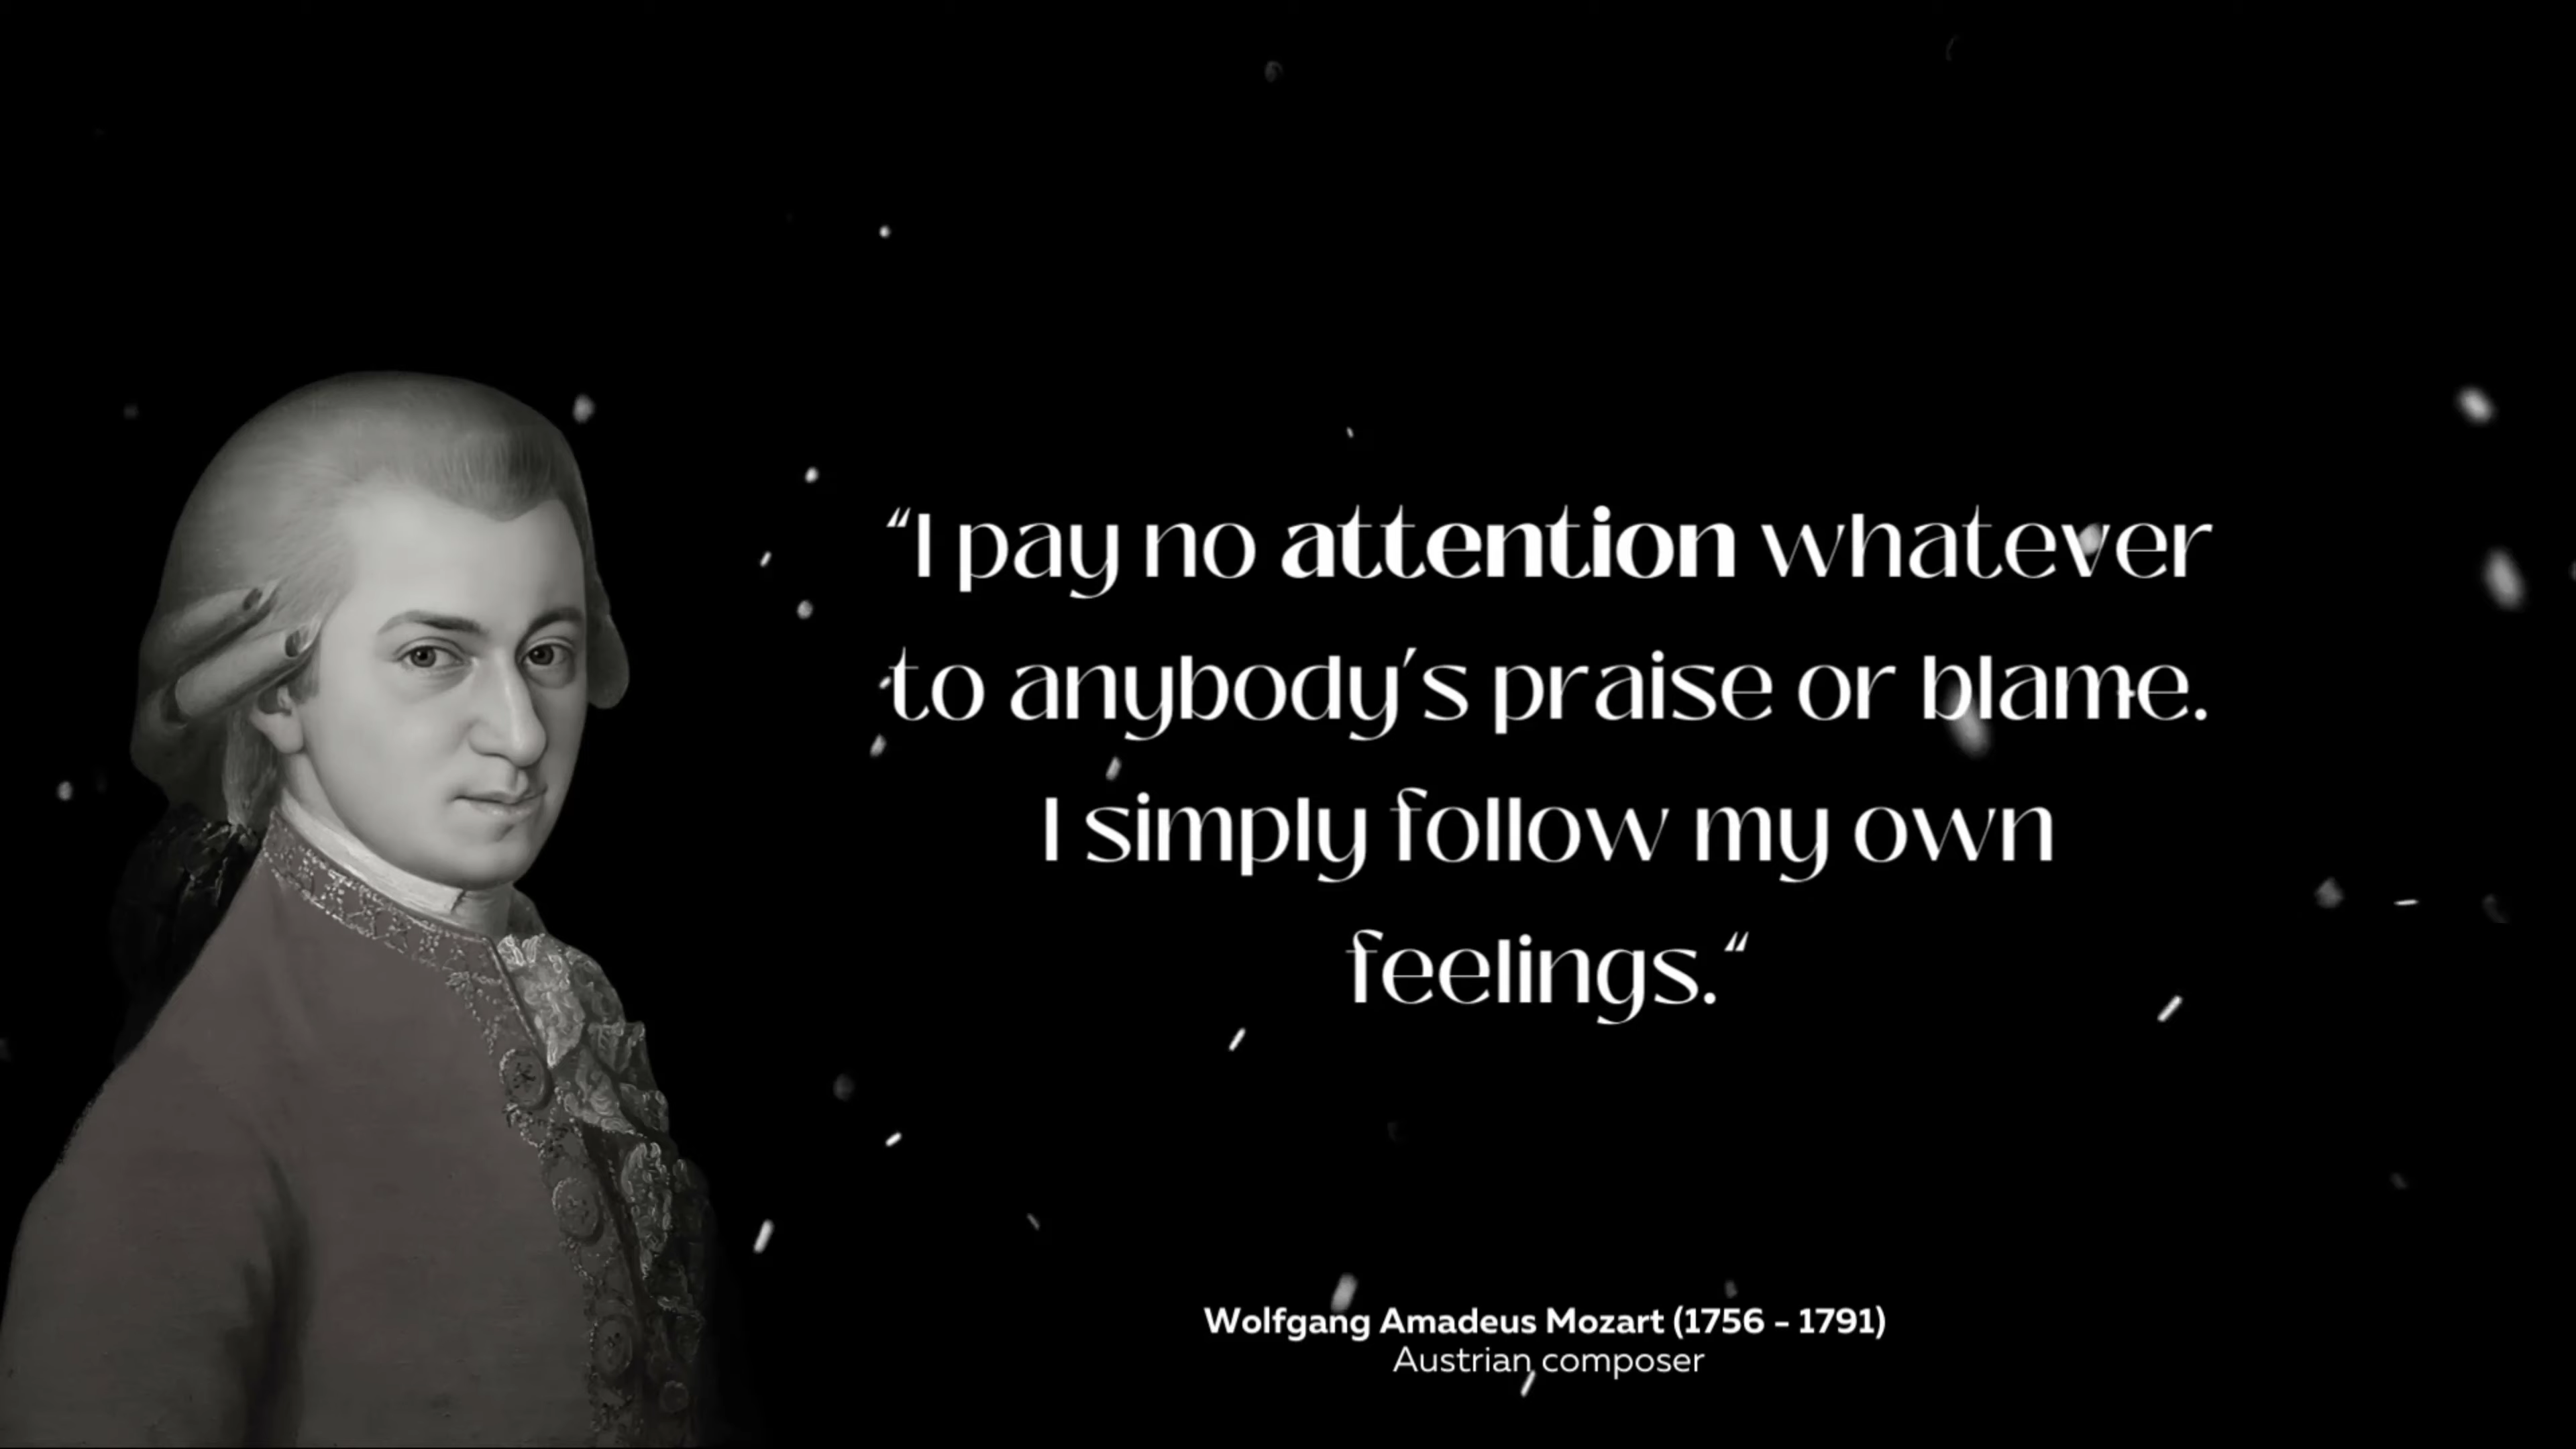 “I pay no attention whatever
to anybody’s praise or blame.
I simply follow my own
feelings.“
Wolfgang Amadeus Mozart (1756 - 1791)
Austrian composer